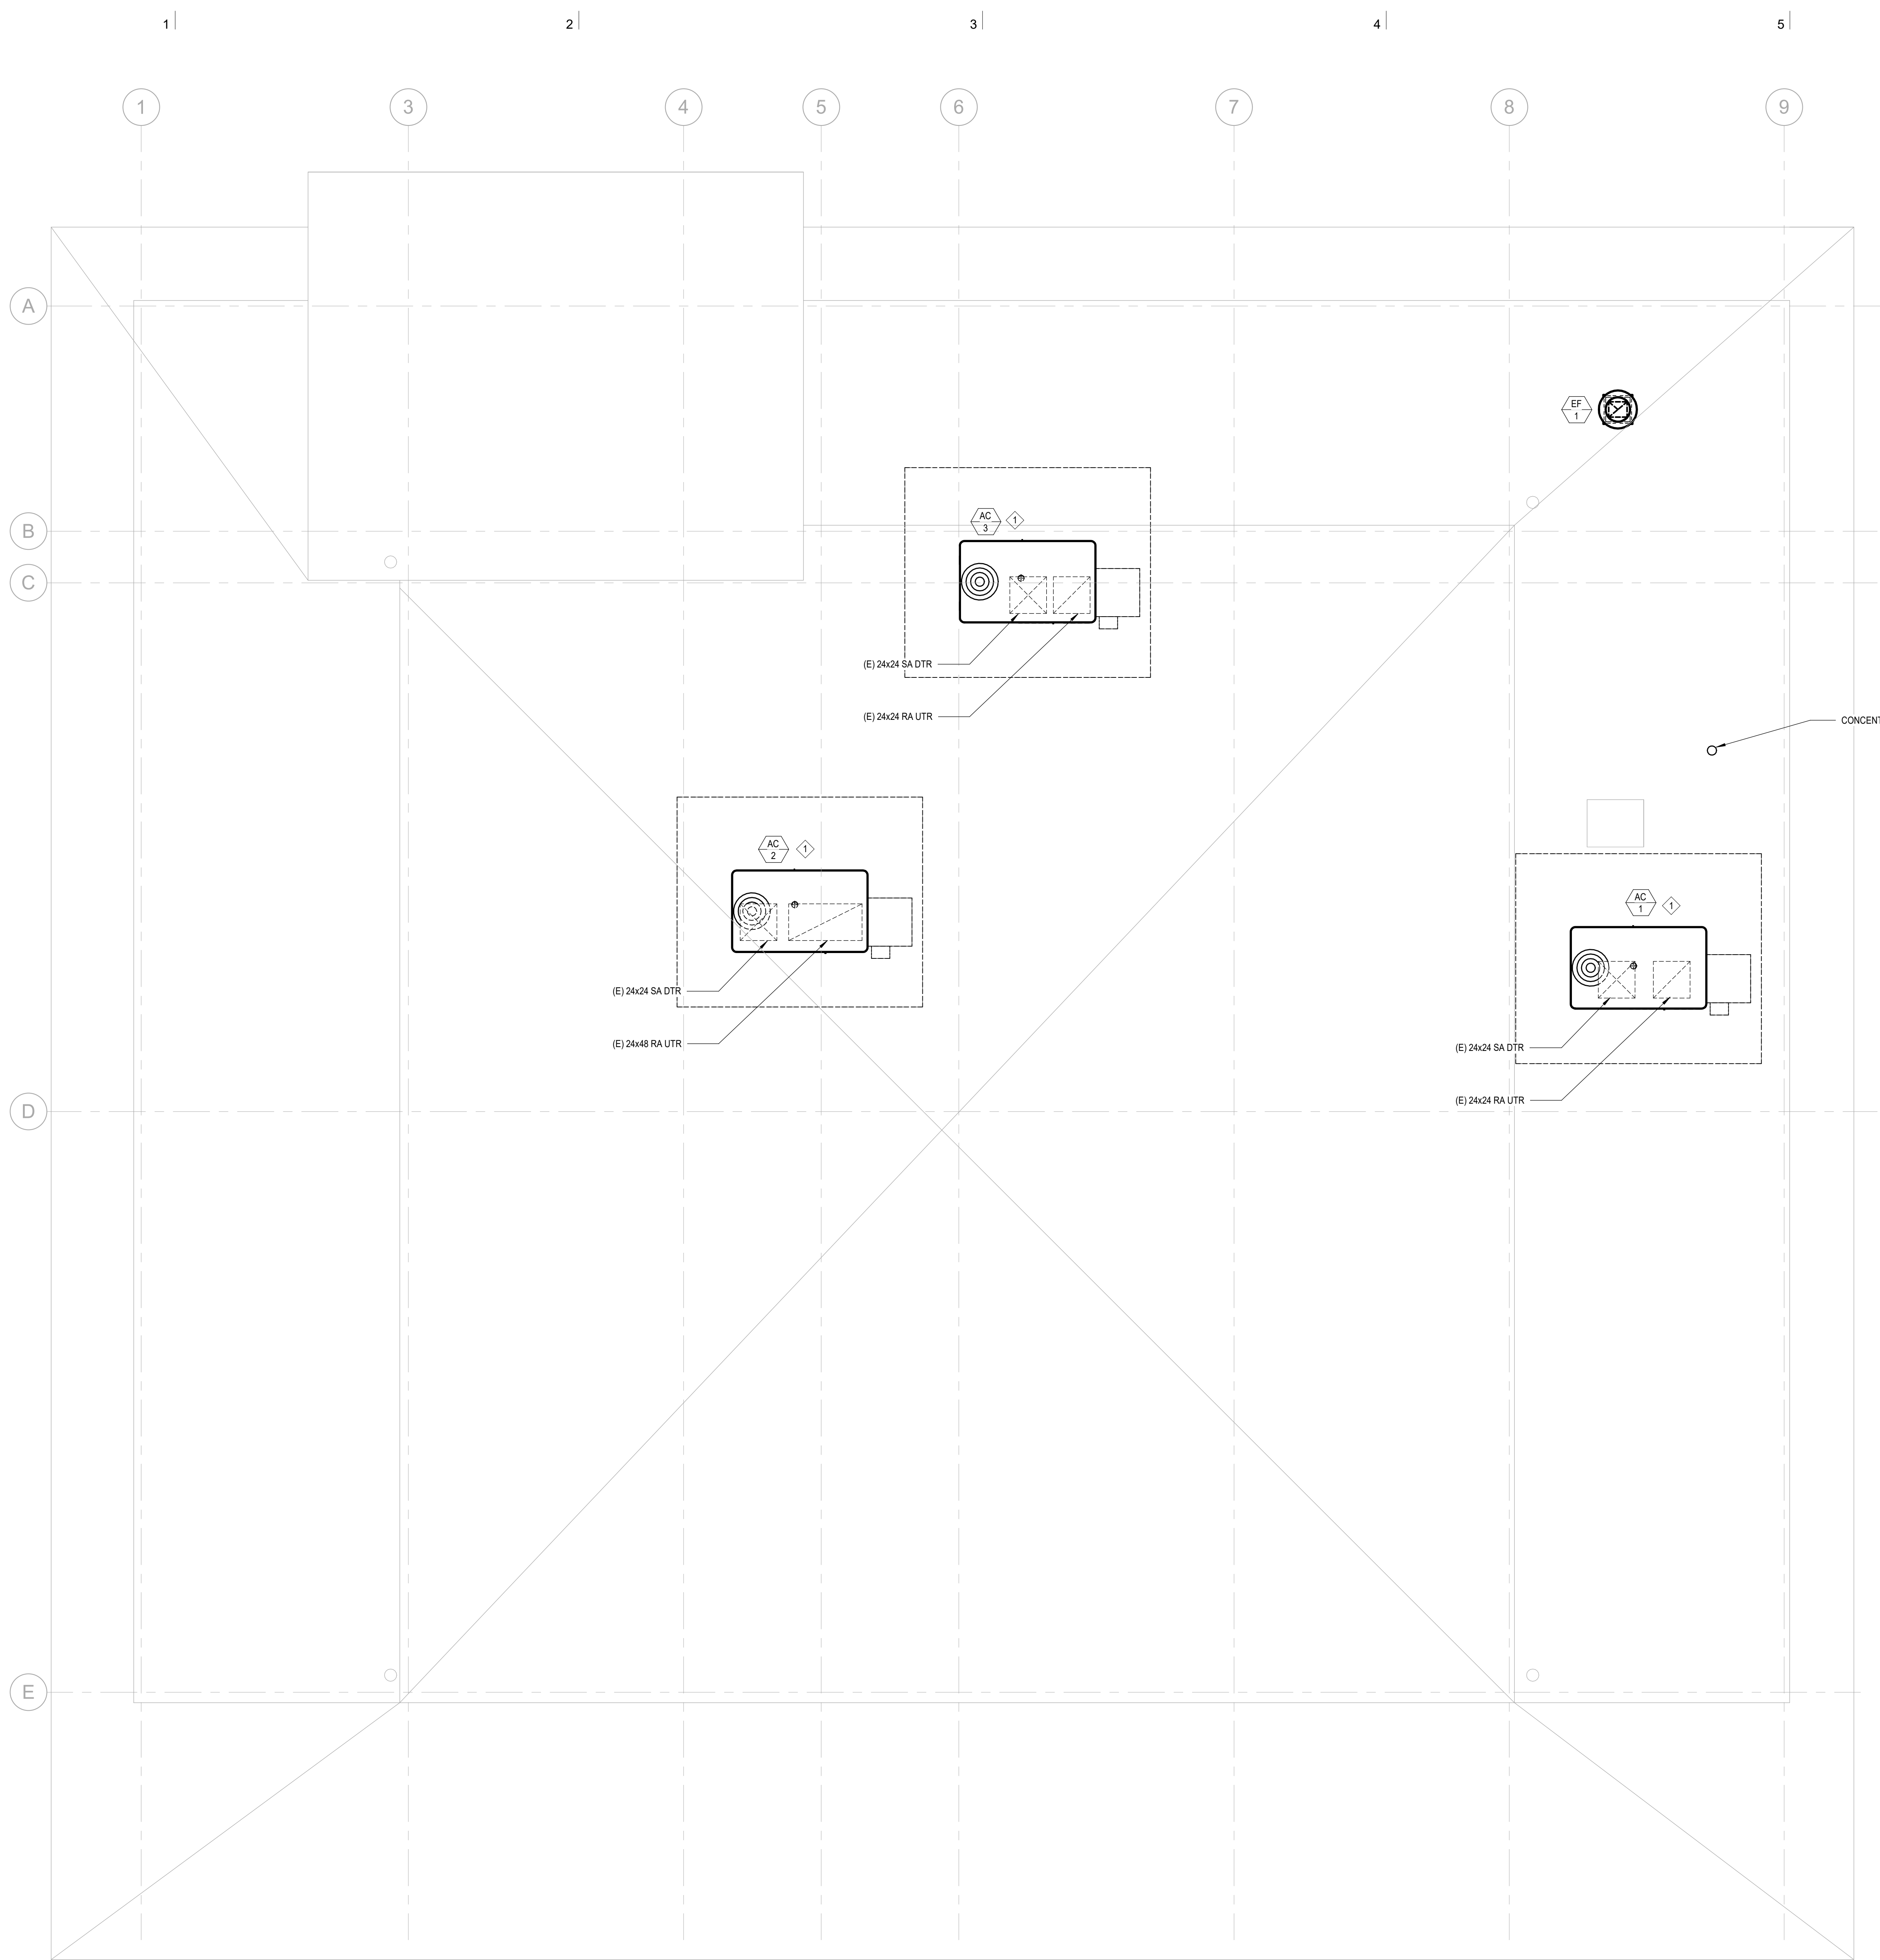 1
2
3
4
5
1
3
4
5
6
7
8
9
A
EF
1
B
AC
3
1
C
(E) 24x24 SA DTR
(E) 24x24 RA UTR
CONCENT
AC
2
1
AC
1
1
(E) 24x24 SA DTR
(E) 24x48 RA UTR
(E) 24x24 SA DTR
(E) 24x24 RA UTR
D
E